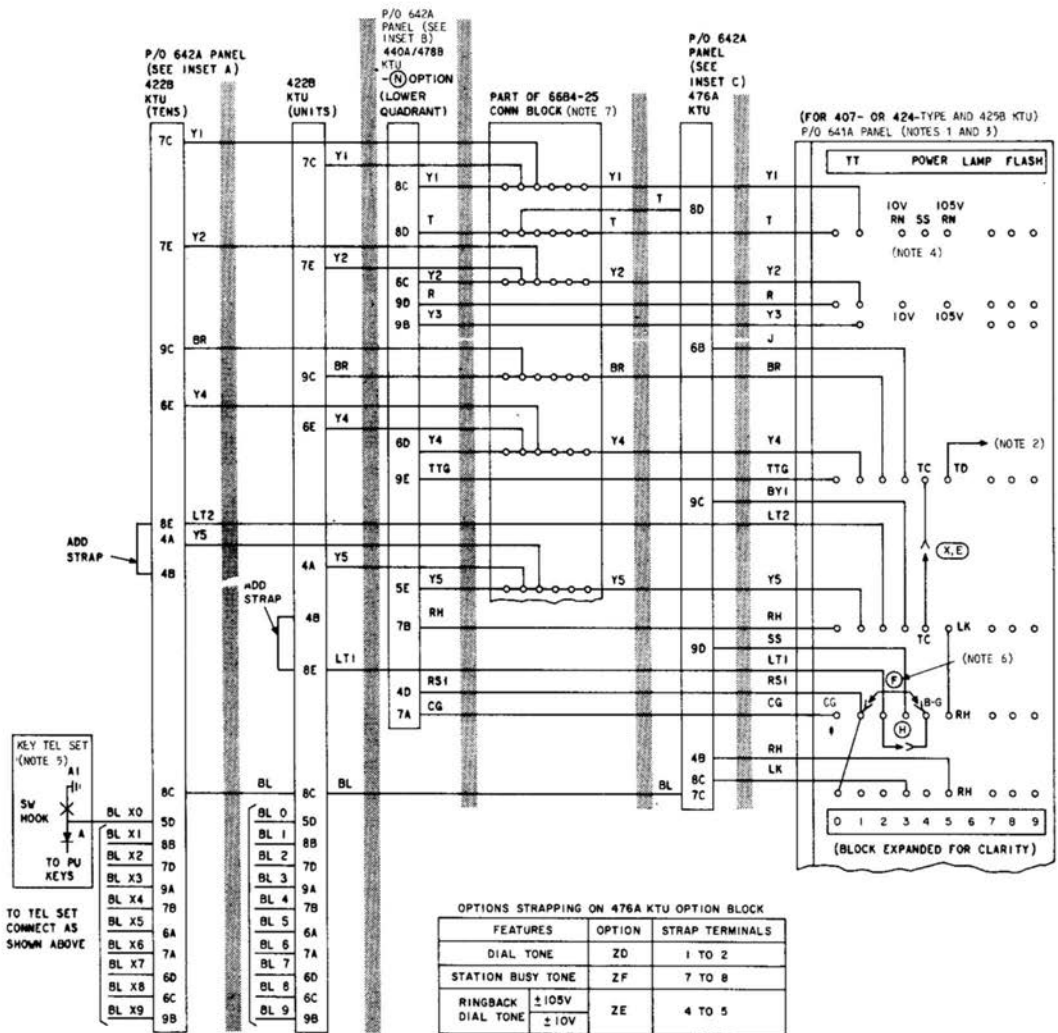 P/O 642A PANEL
(SEE INSET A)
422B
KTU
(TENS)
422B
KTU
(UNITS)
P/O 642A
PANEL (SEE
INSET B)
440A/478B
KTU
-(N) OPTION
(LOWER
QUADRANT)
PART OF 66B4-25
CONN BLOCK (NOTE 7)
P/O 642A
PANEL
(SEE
INSET C)
476A
KTU
(FOR 407- OR 424-TYPE AND 425B KTU)
P/O 641A PANEL (NOTES 1 AND 3)
TT POWER LAMP FLASH
7C Y1
7C Y1
8C Y1 Y1 Y1
10V 105V
RN SS RN
T 8D
8D T T T
(NOTE 4)
7E Y2
7E Y2
6C Y2 Y2 Y2
9D R R
9B Y3 Y3
10V 105V
6B J
9C BR
9C BR BR BR
6E Y4
6E Y4
6D Y4 Y4 Y4
9E TTG TTG
TC TD (NOTE 2)
9C BY1
8E LT2 LT2
4A Y5
ADD
STRAP
4B
X,E
4A Y5
5E Y5 Y5 Y5
ADD
STRAP
4B
7B RH RH
TC LK
9D SS
8E LT1 LT1
F (NOTE 6)
4D RS1 RS1
7A CG CG CG
B-G RH
H
4B RH
8C LK
8C BL 8C BL BL 7C
RH
0 1 2 3 4 5 6 7 8 9
(BLOCK EXPANDED FOR CLARITY)
KEY TEL SET
(NOTE 5)
A1
SW
HOOK
A
TO PU
KEYS
TO TEL SET
CONNECT AS
SHOWN ABOVE
BL X0 5D
BL X1 8B
BL X2 7D
BL X3 9A
BL X4 7B
BL X5 6A
BL X6 7A
BL X7 6D
BL X8 6C
BL X9 9B
BL 0 5D
BL 1 8B
BL 2 7D
BL 3 9A
BL 4 7B
BL 5 6A
BL 6 7A
BL 7 6D
BL 8 6C
BL 9 9B
OPTIONS STRAPPING ON 476A KTU OPTION BLOCK
FEATURES OPTION STRAP TERMINALS
DIAL TONE ZD 1 TO 2
STATION BUSY TONE ZF 7 TO 8
RINGBACK
DIAL TONE
±105V
±10V
ZE 4 TO 5